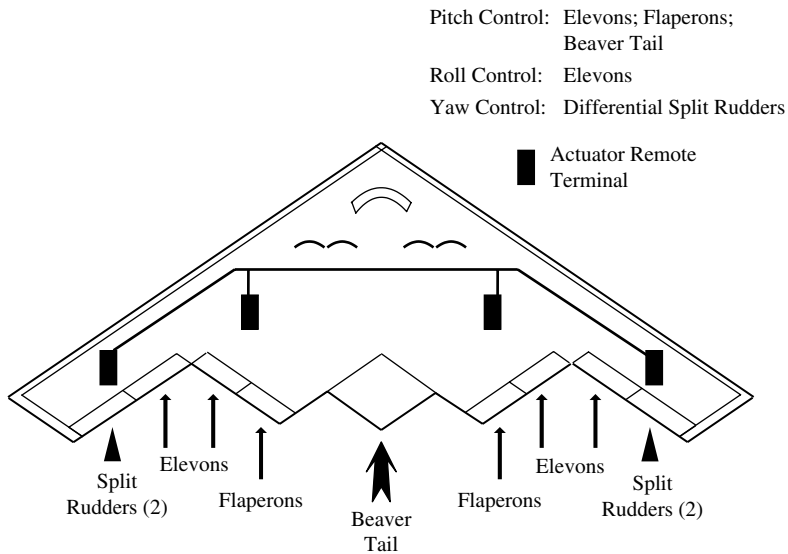 Pitch Control: Elevons; Flaperons;
Beaver Tail
Roll Control: Elevons
Yaw Control: Differential Split Rudders
Actuator Remote
Terminal
Split
Rudders (2)
Elevons
Flaperons
Beaver
Tail
Flaperons
Elevons
Split
Rudders (2)